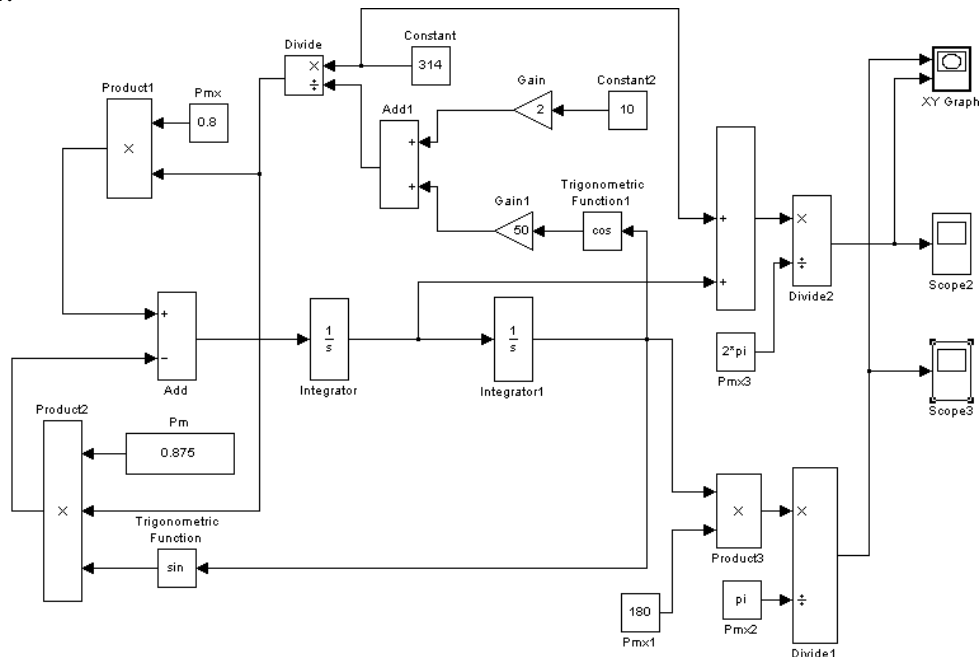 Divide
×
÷
Constant
314
Product1
×
Pmx
0.8
Add1
+
+
Gain
2
Constant2
10
Gain1
50
Trigonometric
Function1
cos
+
+
×
÷
Divide2
XY Graph
Scope2
Scope3
2*pi
Pmx3
+
−
Add
1
s
Integrator
1
s
Integrator1
Product2
×
Pm
0.875
Trigonometric
Function
sin
×
Product3
180
Pmx1
pi
Pmx2
×
÷
Divide1